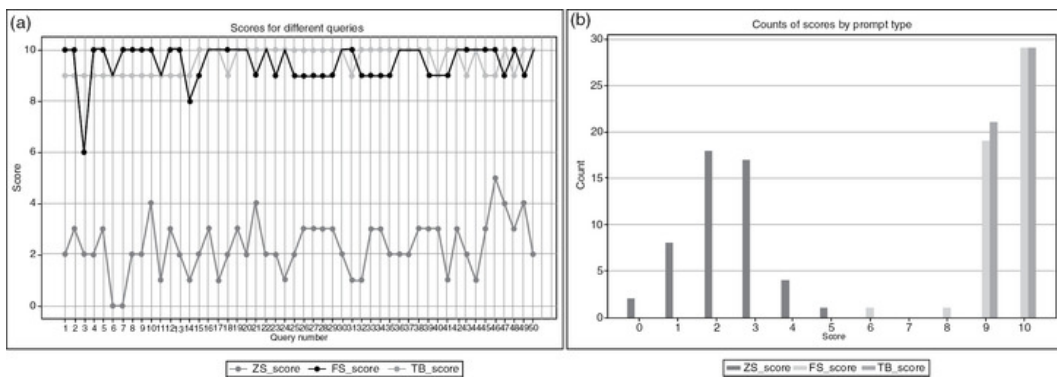 (a)
Scores for different queries
Score
10
8
6
4
2
0
1 2 3 4 5 6 7 8 9 10 11 12 13 14 15 16 17 18 19 20 21 22 23 24 25 26 27 28 29 30 31 32 33 34 35 36 37 38 39 40 41 42 43 44 45 46 47 48 49 50
Query number
ZS_score FS_score TB_score
(b)
Counts of scores by prompt type
Count
30
25
20
15
10
5
0
0 1 2 3 4 5 6 7 8 9 10
Score
ZS_score FS_score TB_score